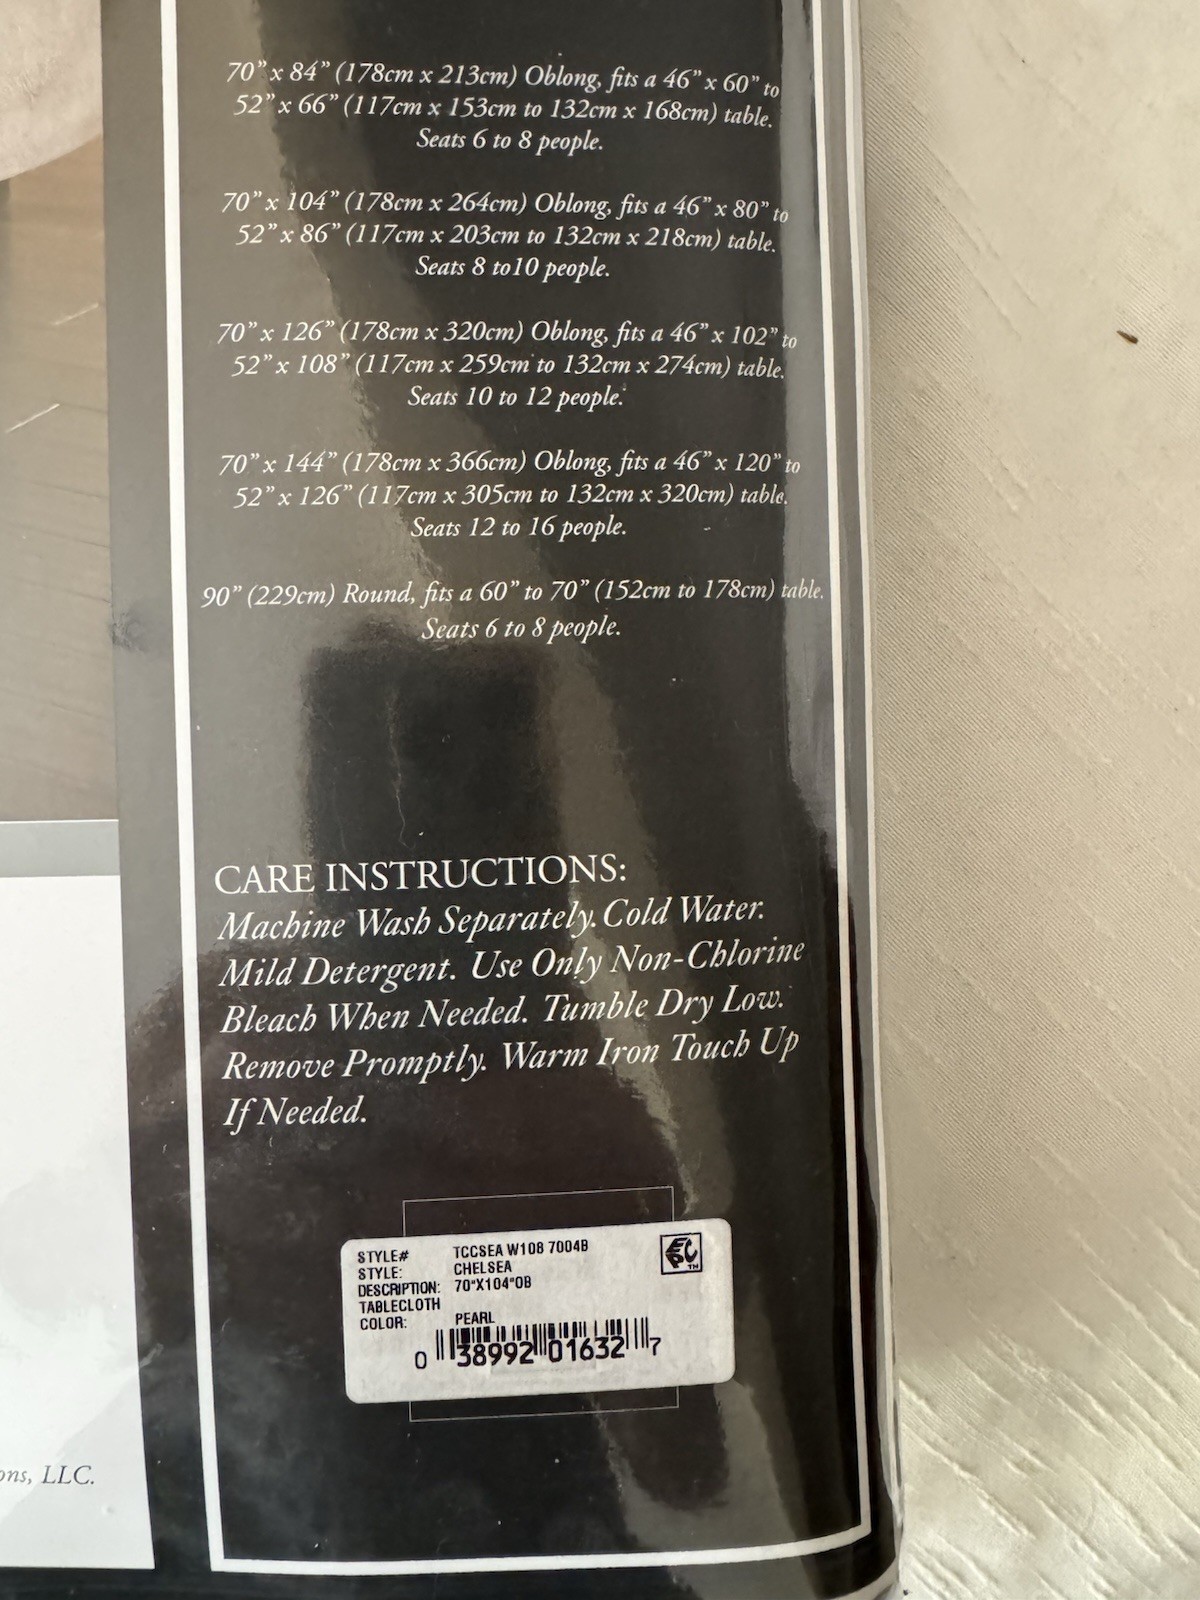 70” x 84” (178cm x 213cm) Oblong, fits a 46” x 60” to
52” x 66” (117cm x 153cm to 132cm x 168cm) table.
Seats 6 to 8 people.
70” x 104” (178cm x 264cm) Oblong, fits a 46” x 80” to
52” x 86” (117cm x 203cm to 132cm x 218cm) table.
Seats 8 to10 people.
70” x 126” (178cm x 320cm) Oblong, fits a 46” x 102” to
52” x 108” (117cm x 259cm to 132cm x 274cm) table.
Seats 10 to 12 people.
70” x 144” (178cm x 366cm) Oblong, fits a 46” x 120” to
52” x 126” (117cm x 305cm to 132cm x 320cm) table.
Seats 12 to 16 people.
90” (229cm) Round, fits a 60” to 70” (152cm to 178cm) table.
Seats 6 to 8 people.
CARE INSTRUCTIONS:
Machine Wash Separately. Cold Water.
Mild Detergent. Use Only Non-Chlorine
Bleach When Needed. Tumble Dry Low.
Remove Promptly. Warm Iron Touch Up
If Needed.
STYLE# TCCSEA W108 7004B
STYLE: CHELSEA
DESCRIPTION: 70"X104"OB
TABLECLOTH
COLOR: PEARL
0 38992 01632 7
LLC.